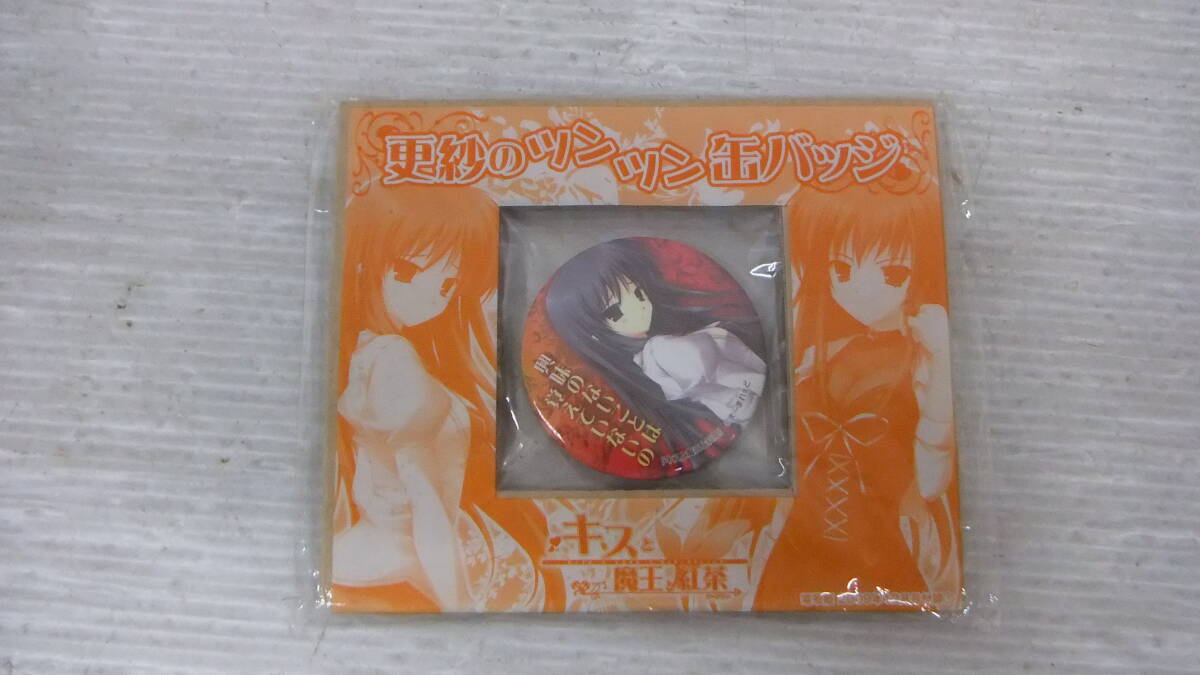 更紗のツンツン缶バッジ
興味のないことは
覚えていないの
キスと
魔王と紅茶